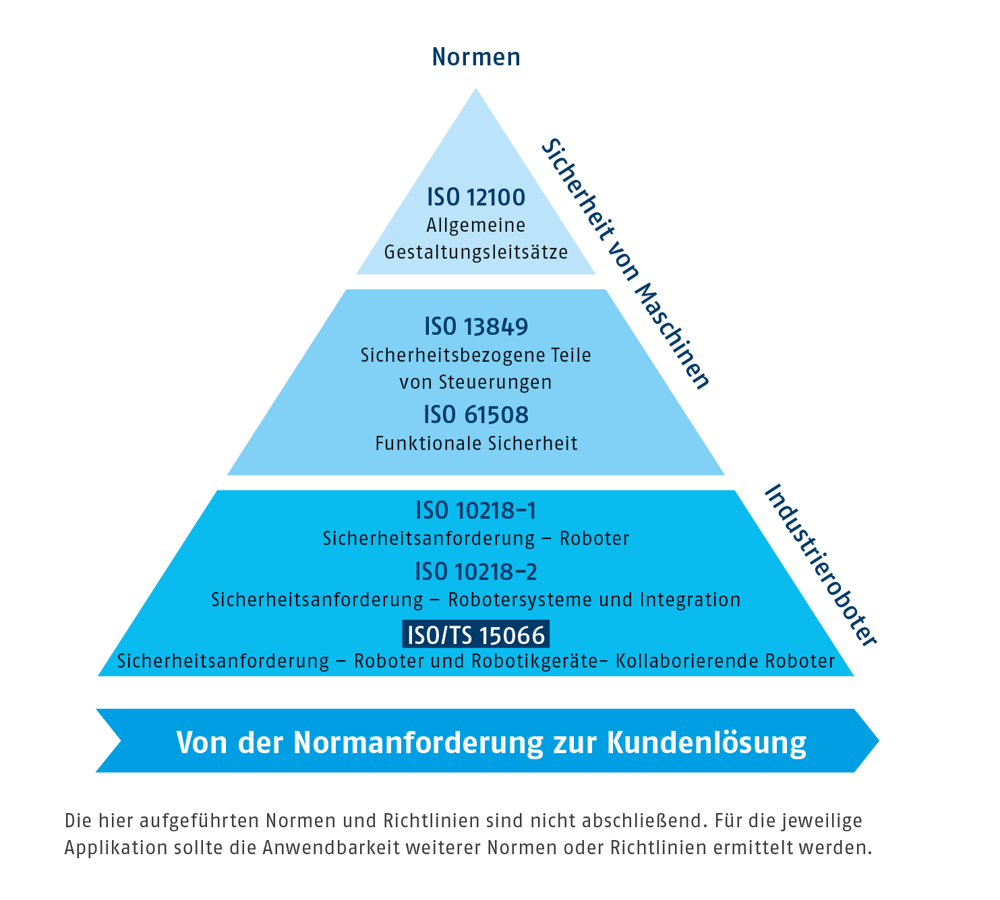 Normen
ISO 12100
Allgemeine
Gestaltungsleitsätze
Sicherheit von Maschinen
ISO 13849
Sicherheitsbezogene Teile
von Steuerungen
ISO 61508
Funktionale Sicherheit
Industrieroboter
ISO 10218-1
Sicherheitsanforderung – Roboter
ISO 10218-2
Sicherheitsanforderung – Robotersysteme und Integration
ISO/TS 15066
Sicherheitsanforderung – Roboter und Robotikgeräte- Kollaborierende Roboter
Von der Normanforderung zur Kundenlösung
Die hier aufgeführten Normen und Richtlinien sind nicht abschließend. Für die jeweilige
Applikation sollte die Anwendbarkeit weiterer Normen oder Richtlinien ermittelt werden.